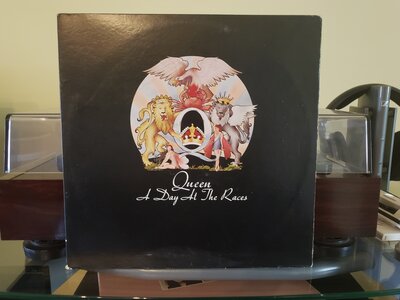 Queen
A Day At The Races